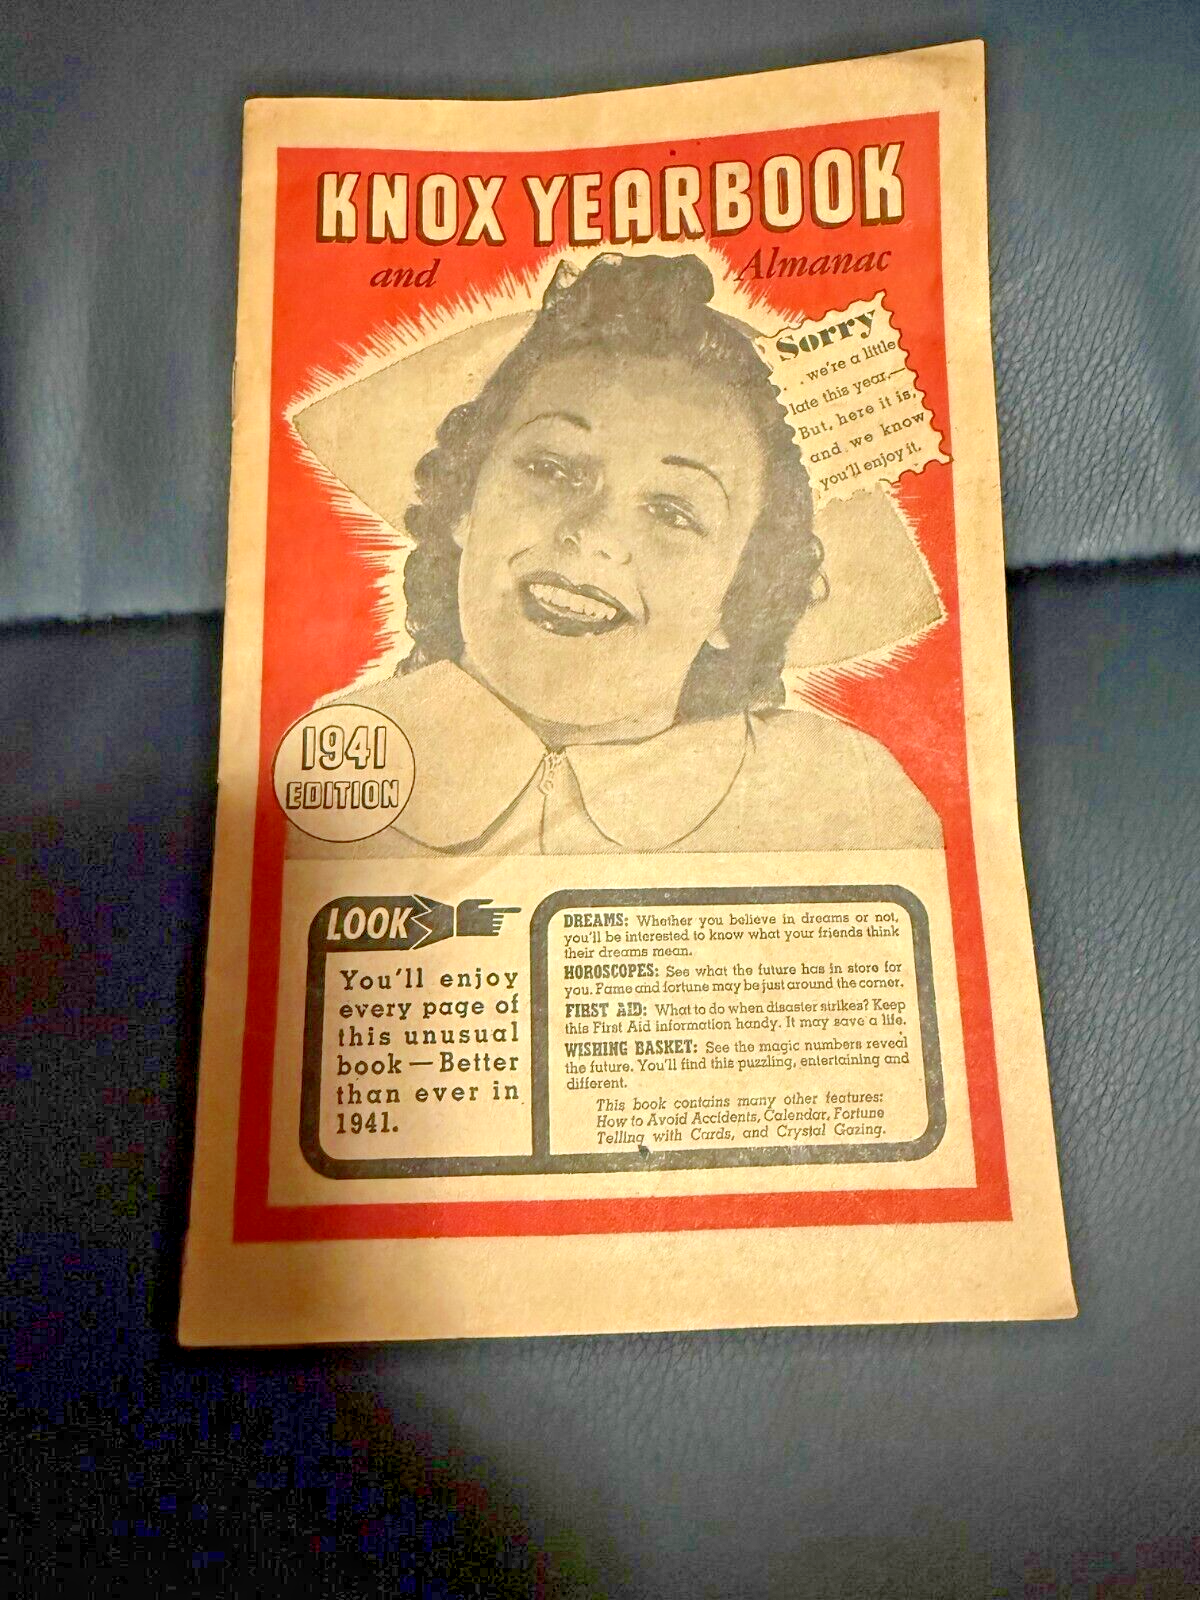 KNOX YEARBOOK
and Almanac
Sorry
. . we're a little
late this year,—
But, here it is,
and we know
you'll enjoy it.
1941
EDITION
LOOK
You'll enjoy
every page of
this unusual
book — Better
than ever in
1941.
DREAMS: Whether you believe in dreams or not,
you'll be interested to know what your friends think
their dreams mean.
HOROSCOPES: See what the future has in store for
you. Fame and fortune may be just around the corner.
FIRST AID: What to do when disaster strikes? Keep
this First Aid information handy. It may save a life.
WISHING BASKET: See the magic numbers reveal
the future. You'll find this puzzling, entertaining and
different.
This book contains many other features:
How to Avoid Accidents, Calendar, Fortune
Telling with Cards, and Crystal Gazing.